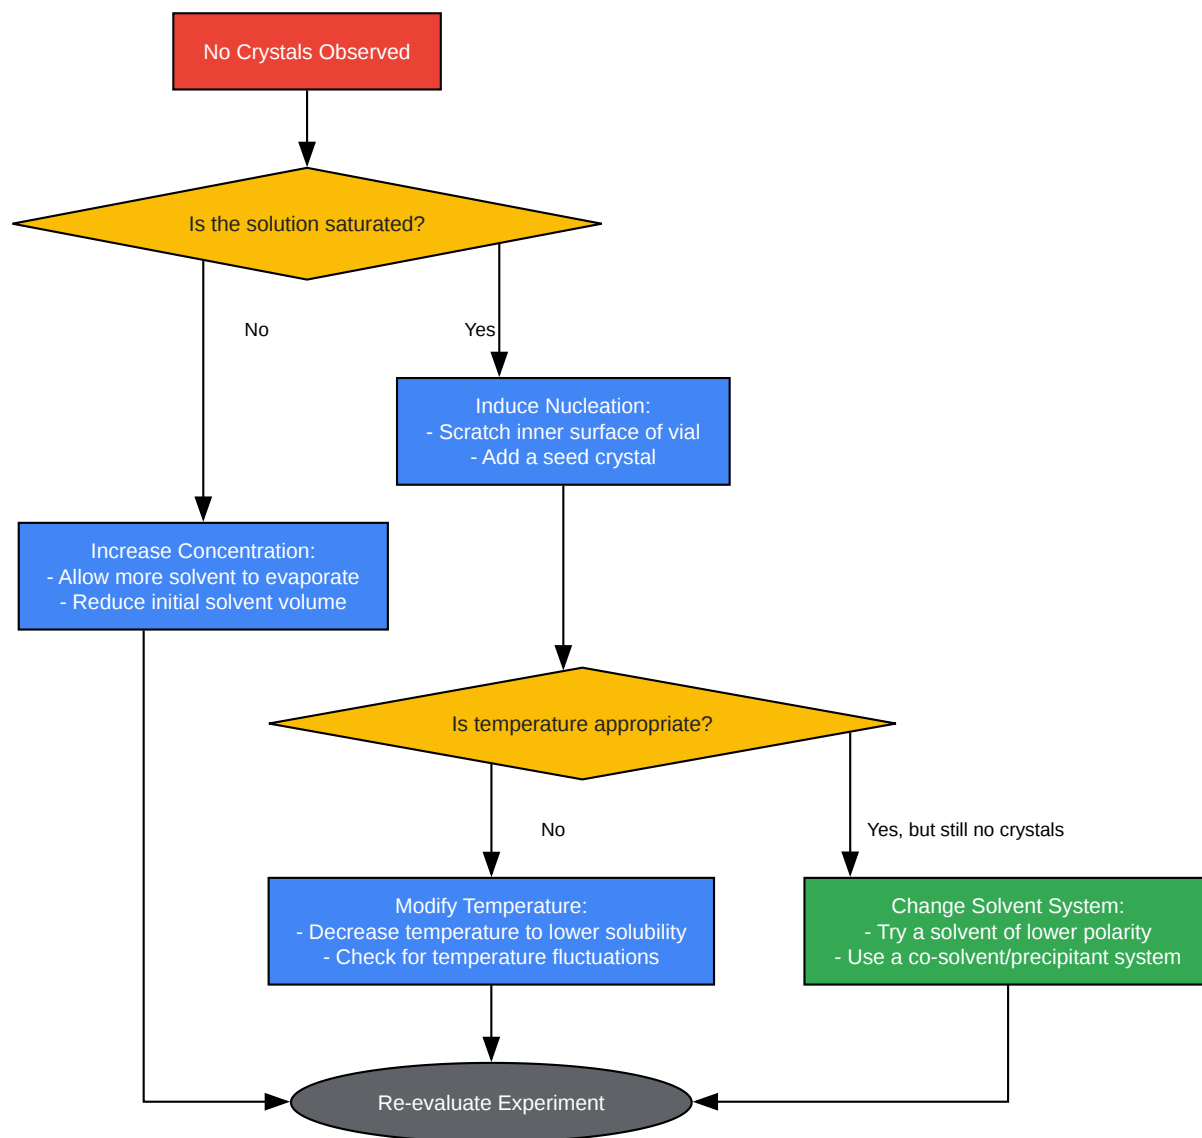 No Crystals Observed
Is the solution saturated?
No
Yes
Induce Nucleation:
- Scratch inner surface of vial
- Add a seed crystal
Increase Concentration:
- Allow more solvent to evaporate
- Reduce initial solvent volume
Is temperature appropriate?
No
Yes, but still no crystals
Modify Temperature:
- Decrease temperature to lower solubility
- Check for temperature fluctuations
Change Solvent System:
- Try a solvent of lower polarity
- Use a co-solvent/precipitant system
Re-evaluate Experiment